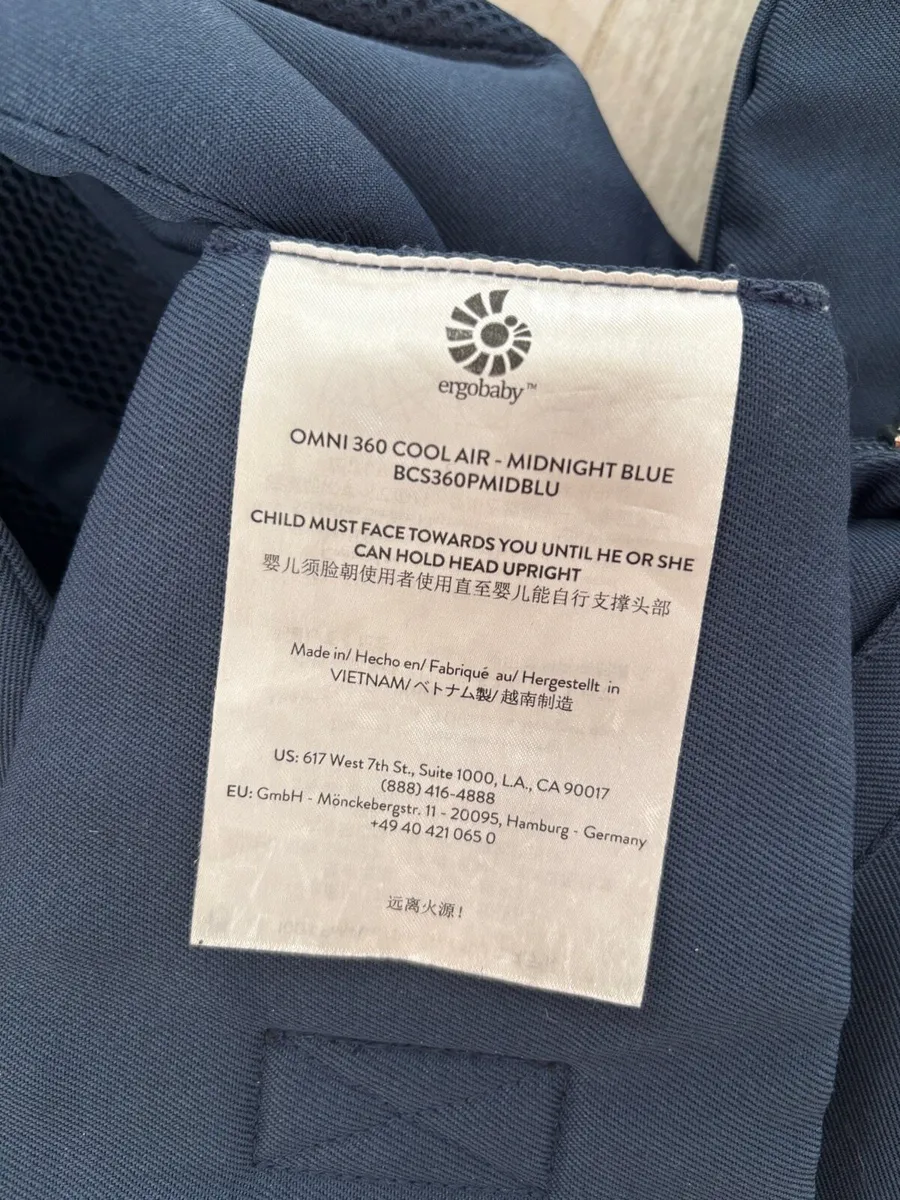 ergobaby™
OMNI 360 COOL AIR - MIDNIGHT BLUE
BCS360PMIDBLU
CHILD MUST FACE TOWARDS YOU UNTIL HE OR SHE
CAN HOLD HEAD UPRIGHT
婴儿须脸朝使用者使用直至婴儿能自行支撑头部
Made in/ Hecho en/ Fabriqué au/ Hergestellt in
VIETNAM/ ベトナム製/ 越南制造
US: 617 West 7th St., Suite 1000, L.A., CA 90017
(888) 416-4888
EU: GmbH - Mönckebergstr. 11 - 20095, Hamburg - Germany
+49 40 421 065 0
远离火源!